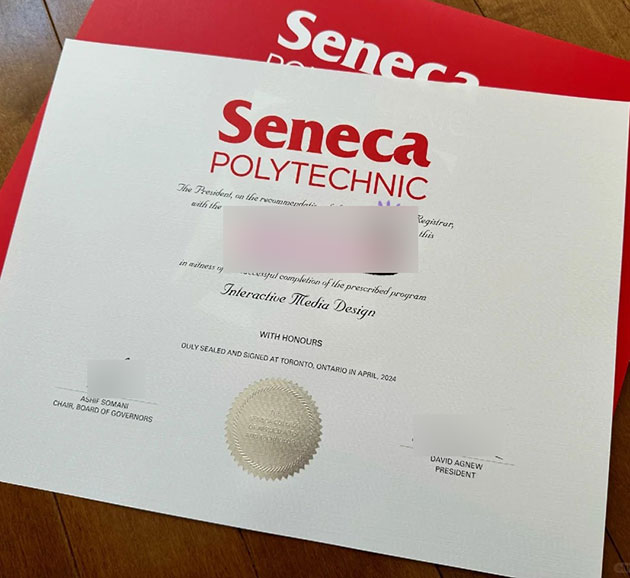 Seneca
Seneca
POLYTECHNIC
The President, on the recommendation Registrar,
with the this
in witness of successful completion of the prescribed program
Interactive Media Design
WITH HONOURS
DULY SEALED AND SIGNED AT TORONTO, ONTARIO IN APRIL, 2024
ASHIF SOMANI
CHAIR, BOARD OF GOVERNORS
DAVID AGNEW
PRESIDENT